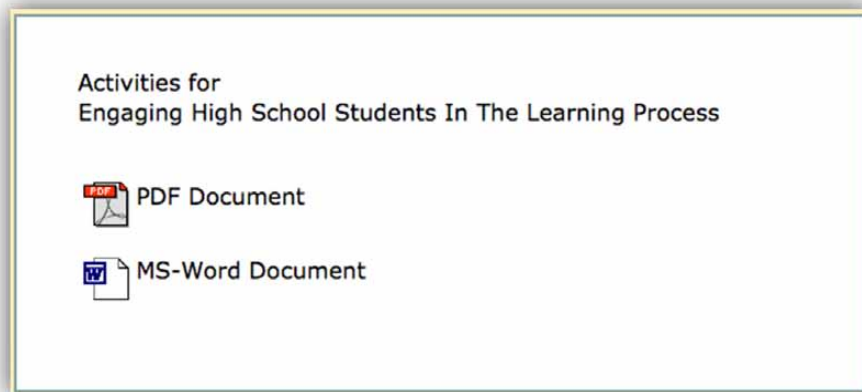 Activities for
Engaging High School Students In The Learning Process
PDF
PDF Document
W
MS-Word Document